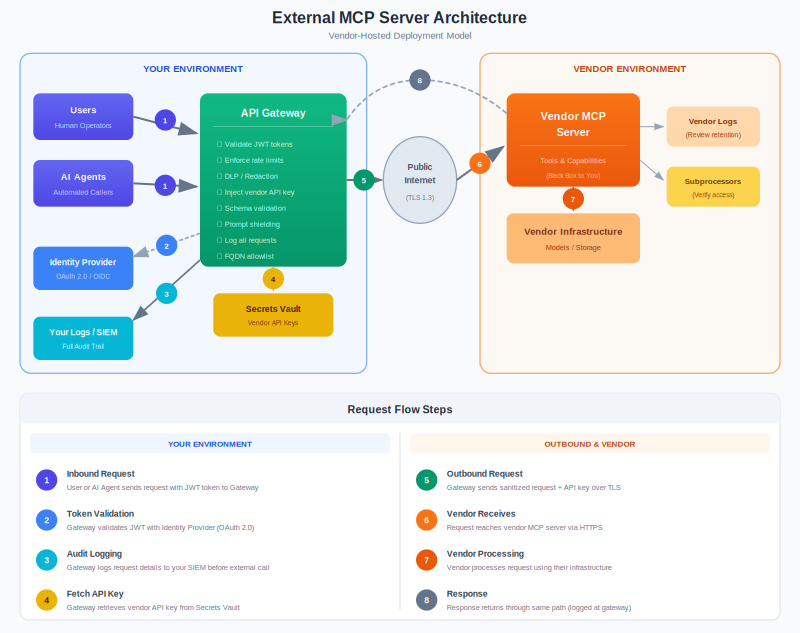 External MCP Server Architecture
Vendor-Hosted Deployment Model
YOUR ENVIRONMENT
Users
Human Operators
AI Agents
Automated Callers
Identity Provider
OAuth 2.0 / OIDC
Your Logs / SIEM
Full Audit Trail
1
1
2
3
API Gateway
Validate JWT tokens
Enforce rate limits
DLP / Redaction
Inject vendor API key
Schema validation
Prompt shielding
Log all requests
FQDN allowlist
4
Secrets Vault
Vendor API Keys
5
8
Public
Internet
(TLS 1.3)
6
VENDOR ENVIRONMENT
Vendor MCP
Server
Tools & Capabilities
(Back Box to You)
7
Vendor Infrastructure
Models / Storage
Vendor Logs
(Review retention)
Subprocessors
(Verify access)
Request Flow Steps
YOUR ENVIRONMENT
1 Inbound Request
User or AI Agent sends request with JWT token to Gateway
2 Token Validation
Gateway validates JWT with Identity Provider (OAuth 2.0)
3 Audit Logging
Gateway logs request details to your SIEM before external call
4 Fetch API Key
Gateway retrieves vendor API key from Secrets Vault
OUTBOUND & VENDOR
5 Outbound Request
Gateway sends sanitized request + API key over TLS
6 Vendor Receives
Request reaches vendor MCP server via HTTPS
7 Vendor Processing
Vendor processes request using their infrastructure
8 Response
Response returns through same path (logged at gateway)